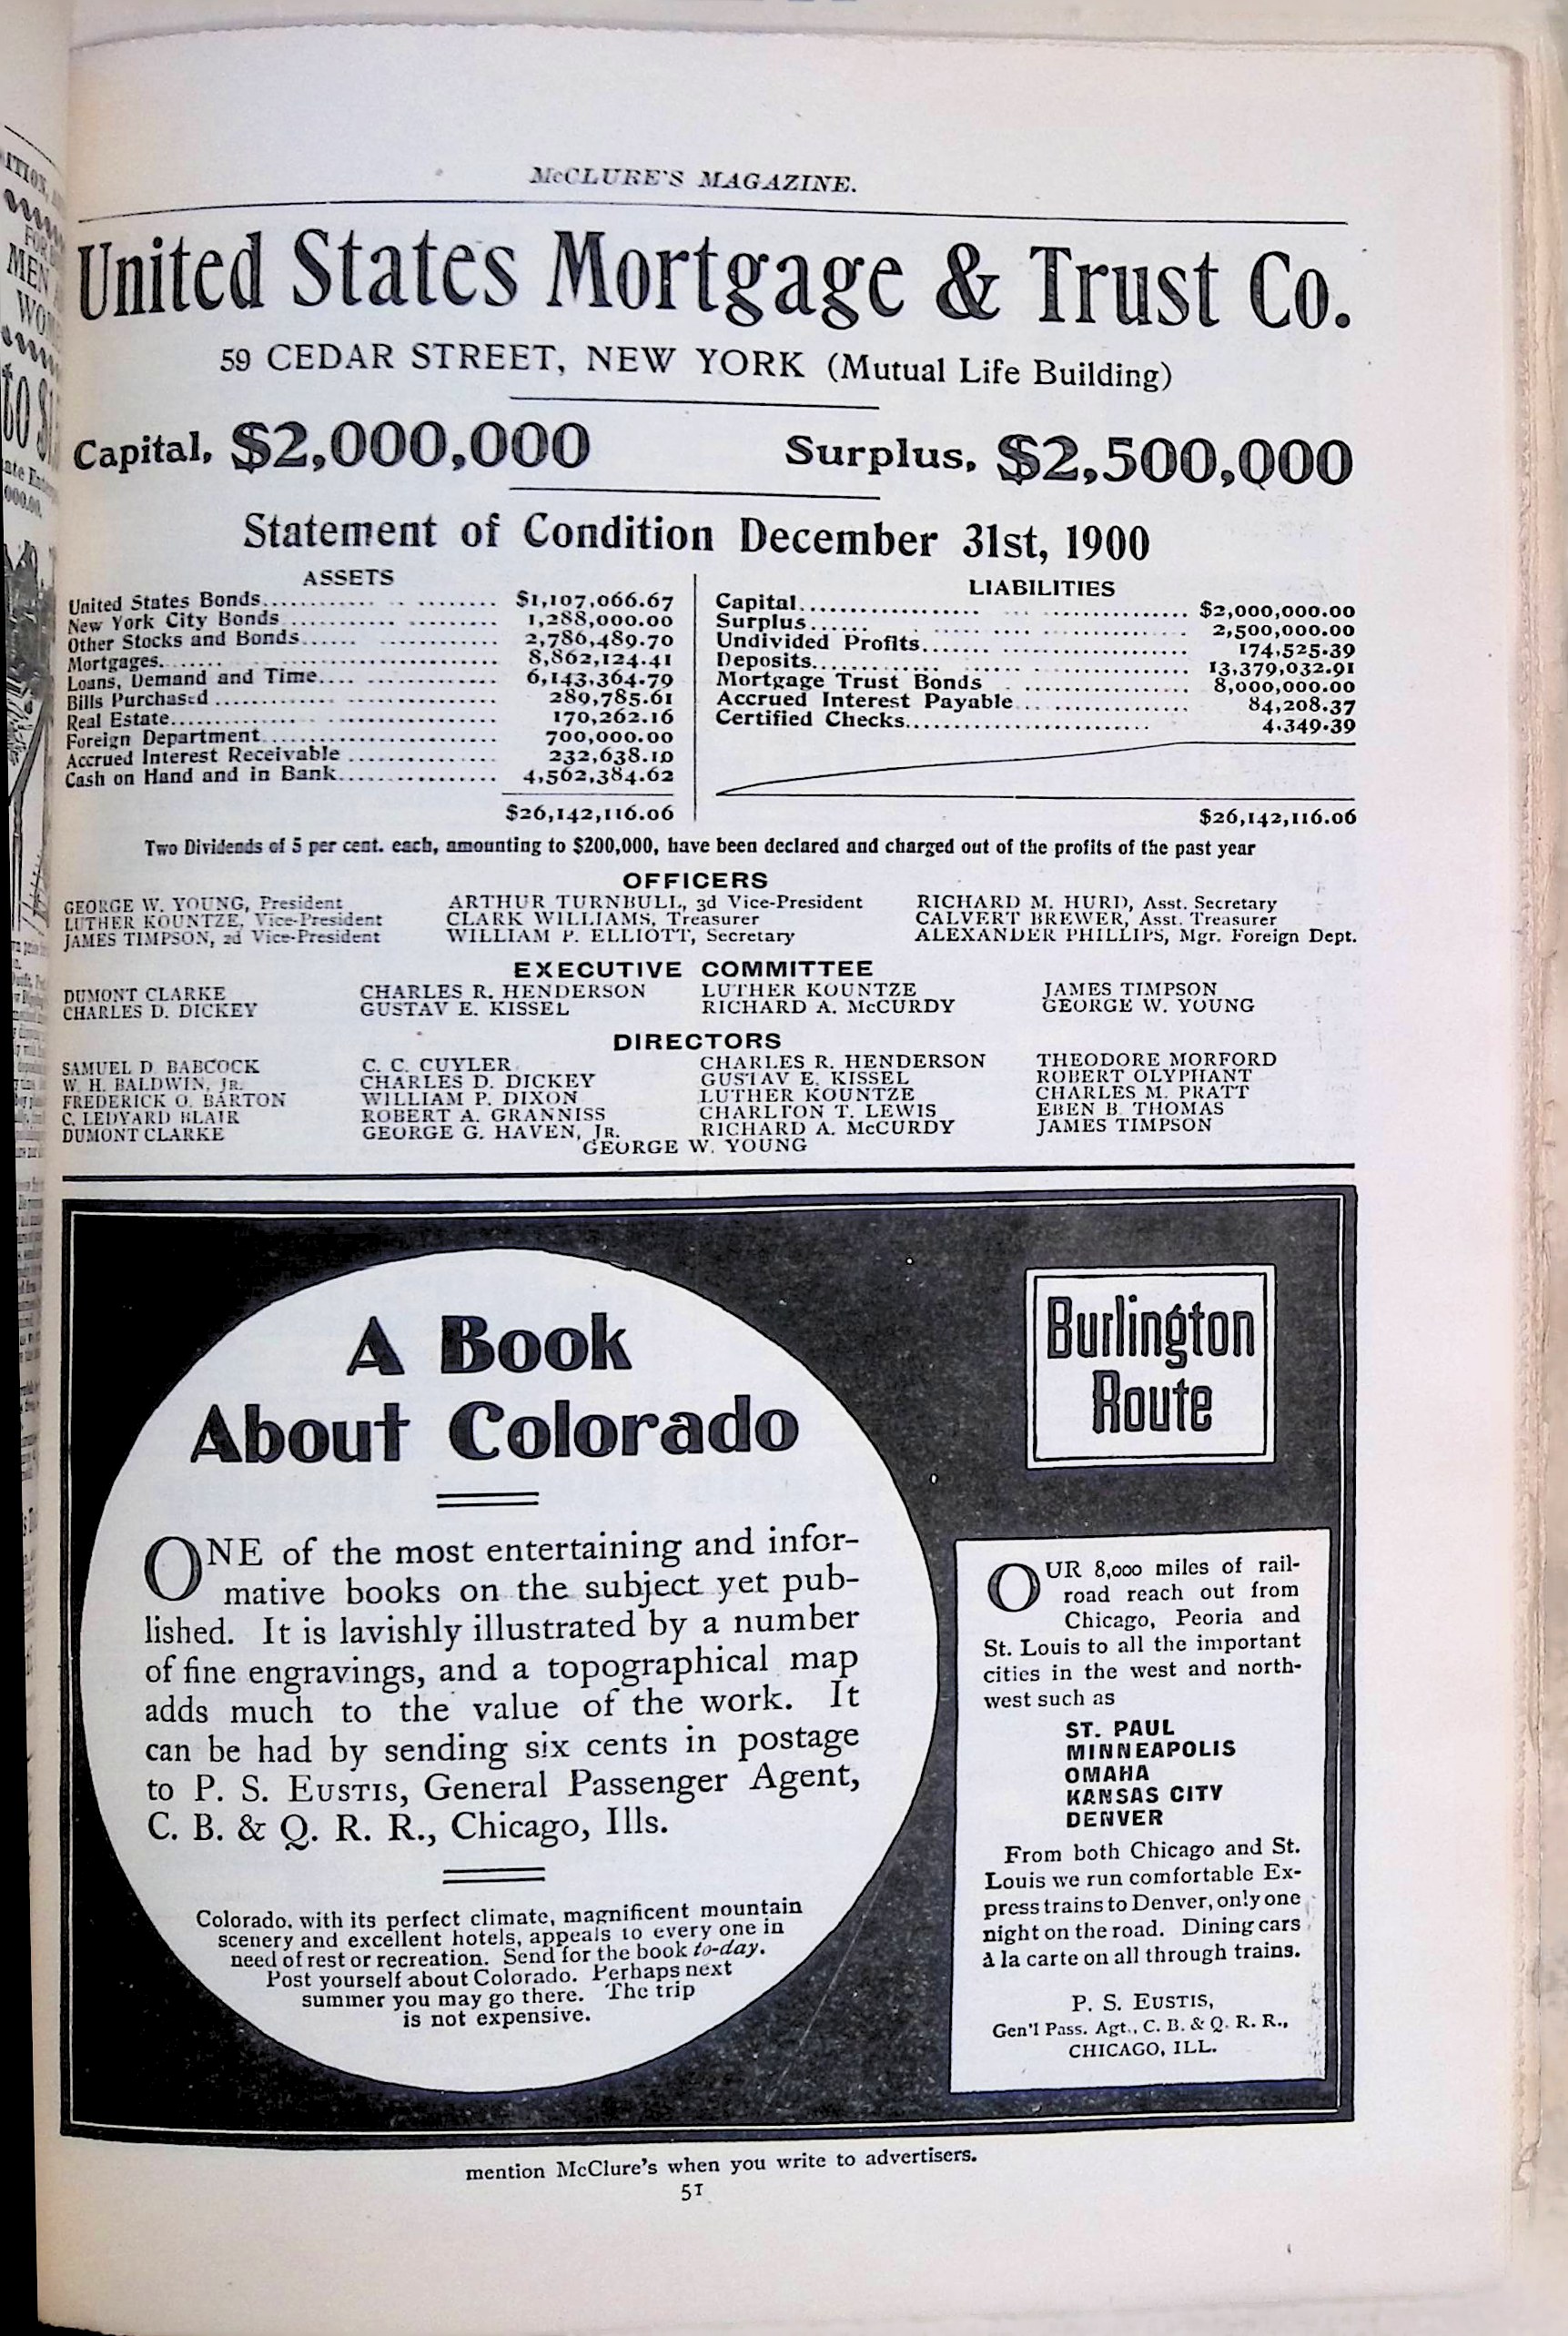 McCLURE'S MAGAZINE.
United States Mortgage & Trust Co.
59 CEDAR STREET, NEW YORK (Mutual Life Building)
Capital, $2,000,000 Surplus, $2,500,000
Statement of Condition December 31st, 1900
ASSETS
United States Bonds $1,107,066.67
New York City Bonds 1,288,000.00
Other Stocks and Bonds 2,786,489.70
Mortgages 8,862,124.41
Loans, Demand and Time 6,143,364.79
Bills Purchased 289,785.61
Real Estate 170,262.16
Foreign Department 700,000.00
Accrued Interest Receivable 232,638.10
Cash on Hand and in Bank 4,562,384.62
$26,142,116.06
LIABILITIES
Capital $2,000,000.00
Surplus 2,500,000.00
Undivided Profits 174,525.39
Deposits 13,379,032.91
Mortgage Trust Bonds 8,000,000.00
Accrued Interest Payable 84,208.37
Certified Checks 4.349.39
$26,142,116.06
Two Dividends of 5 per cent. each, amounting to $200,000, have been declared and charged out of the profits of the past year
OFFICERS
GEORGE W. YOUNG, President ARTHUR TURNBULL, 3d Vice-President RICHARD M. HURD, Asst. Secretary
LUTHER KOUNTZE, Vice-President CLARK WILLIAMS, Treasurer CALVERT BREWER, Asst. Treasurer
JAMES TIMPSON, 2d Vice-President WILLIAM P. ELLIOTT, Secretary ALEXANDER PHILLIPS, Mgr. Foreign Dept.
EXECUTIVE COMMITTEE
DUMONT CLARKE CHARLES R. HENDERSON LUTHER KOUNTZE JAMES TIMPSON
CHARLES D. DICKEY GUSTAV E. KISSEL RICHARD A. McCURDY GEORGE W. YOUNG
DIRECTORS
SAMUEL D. BABCOCK C. C. CUYLER CHARLES R. HENDERSON THEODORE MORFORD
W. H. BALDWIN, Jr. CHARLES D. DICKEY GUSTAV E. KISSEL ROBERT OLYPHANT
FREDERICK O. BARTON WILLIAM P. DIXON LUTHER KOUNTZE CHARLES M. PRATT
C. LEDYARD BLAIR ROBERT A. GRANNISS CHARLTON T. LEWIS EBEN B. THOMAS
DUMONT CLARKE GEORGE G. HAVEN, Jr. RICHARD A. McCURDY JAMES TIMPSON
GEORGE W. YOUNG
A Book
About Colorado
ONE of the most entertaining and infor-
mative books on the subject yet pub-
lished. It is lavishly illustrated by a number
of fine engravings, and a topographical map
adds much to the value of the work. It
can be had by sending six cents in postage
to P. S. EUSTIS, General Passenger Agent,
C. B. & Q. R. R., Chicago, Ills.
Colorado, with its perfect climate, magnificent mountain
scenery and excellent hotels, appeals to every one in
need of rest or recreation. Send for the book to-day.
Post yourself about Colorado. Perhaps next
summer you may go there. The trip
is not expensive.
Burlington
Route
OUR 8,000 miles of rail-
road reach out from
Chicago, Peoria and
St. Louis to all the important
cities in the west and north-
west such as
ST. PAUL
MINNEAPOLIS
OMAHA
KANSAS CITY
DENVER
From both Chicago and St.
Louis we run comfortable Ex-
press trains to Denver, only one
night on the road. Dining cars
à la carte on all through trains.
P. S. EUSTIS,
Gen'l Pass. Agt., C. B. & Q. R. R.,
CHICAGO, ILL.
mention McClure's when you write to advertisers.
51